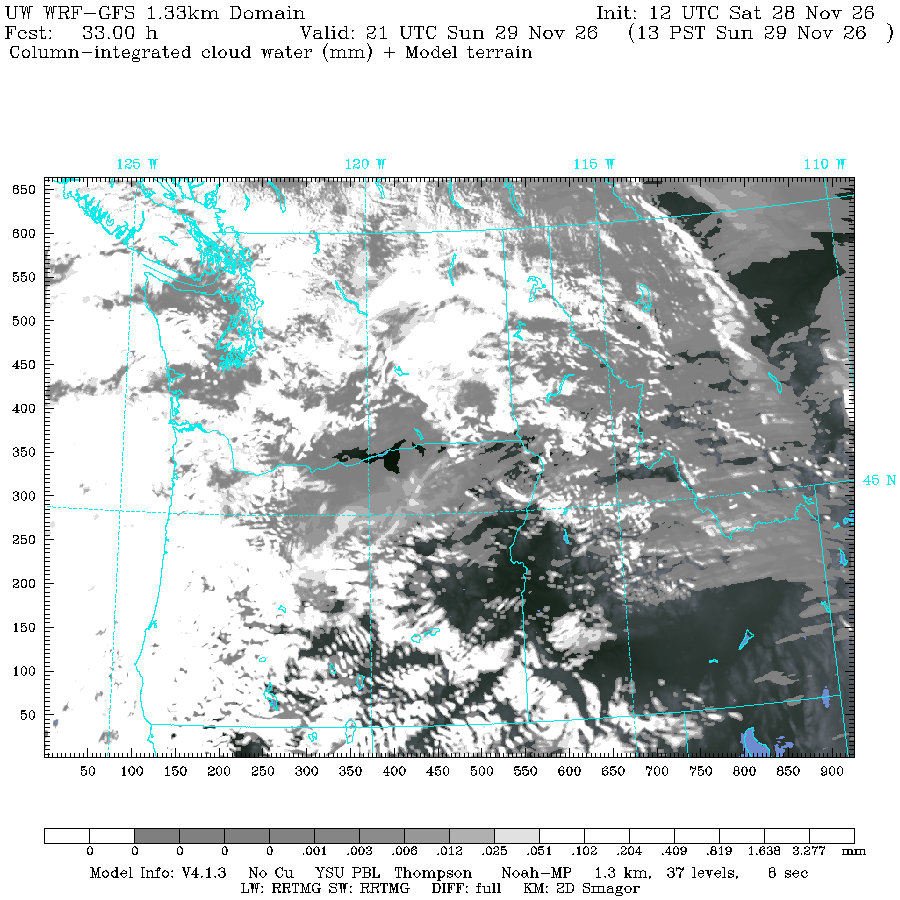 UW WRF-GFS 1.33km Domain Init: 12 UTC Sat 28 Nov 26
Fcst: 33.00 h Valid: 21 UTC Sun 29 Nov 26 (13 PST Sun 29 Nov 26 )
Column-integrated cloud water (mm) + Model terrain
125 W 120 W 115 W 110 W
650
600
550
500
450
400
350
45 N
300
250
200
150
100
50
50 100 150 200 250 300 350 400 450 500 550 600 650 700 750 800 850 900
0 0 0 0 0 .001 .003 .006 .012 .025 .051 .102 .204 .409 .819 1.638 3.277 mm
Model Info: V4.1.3 No Cu YSU PBL Thompson Noah-MP 1.3 km, 37 levels, 8 sec
LW: RRTMG SW: RRTMG DIFF: full KM: 2D Smagor